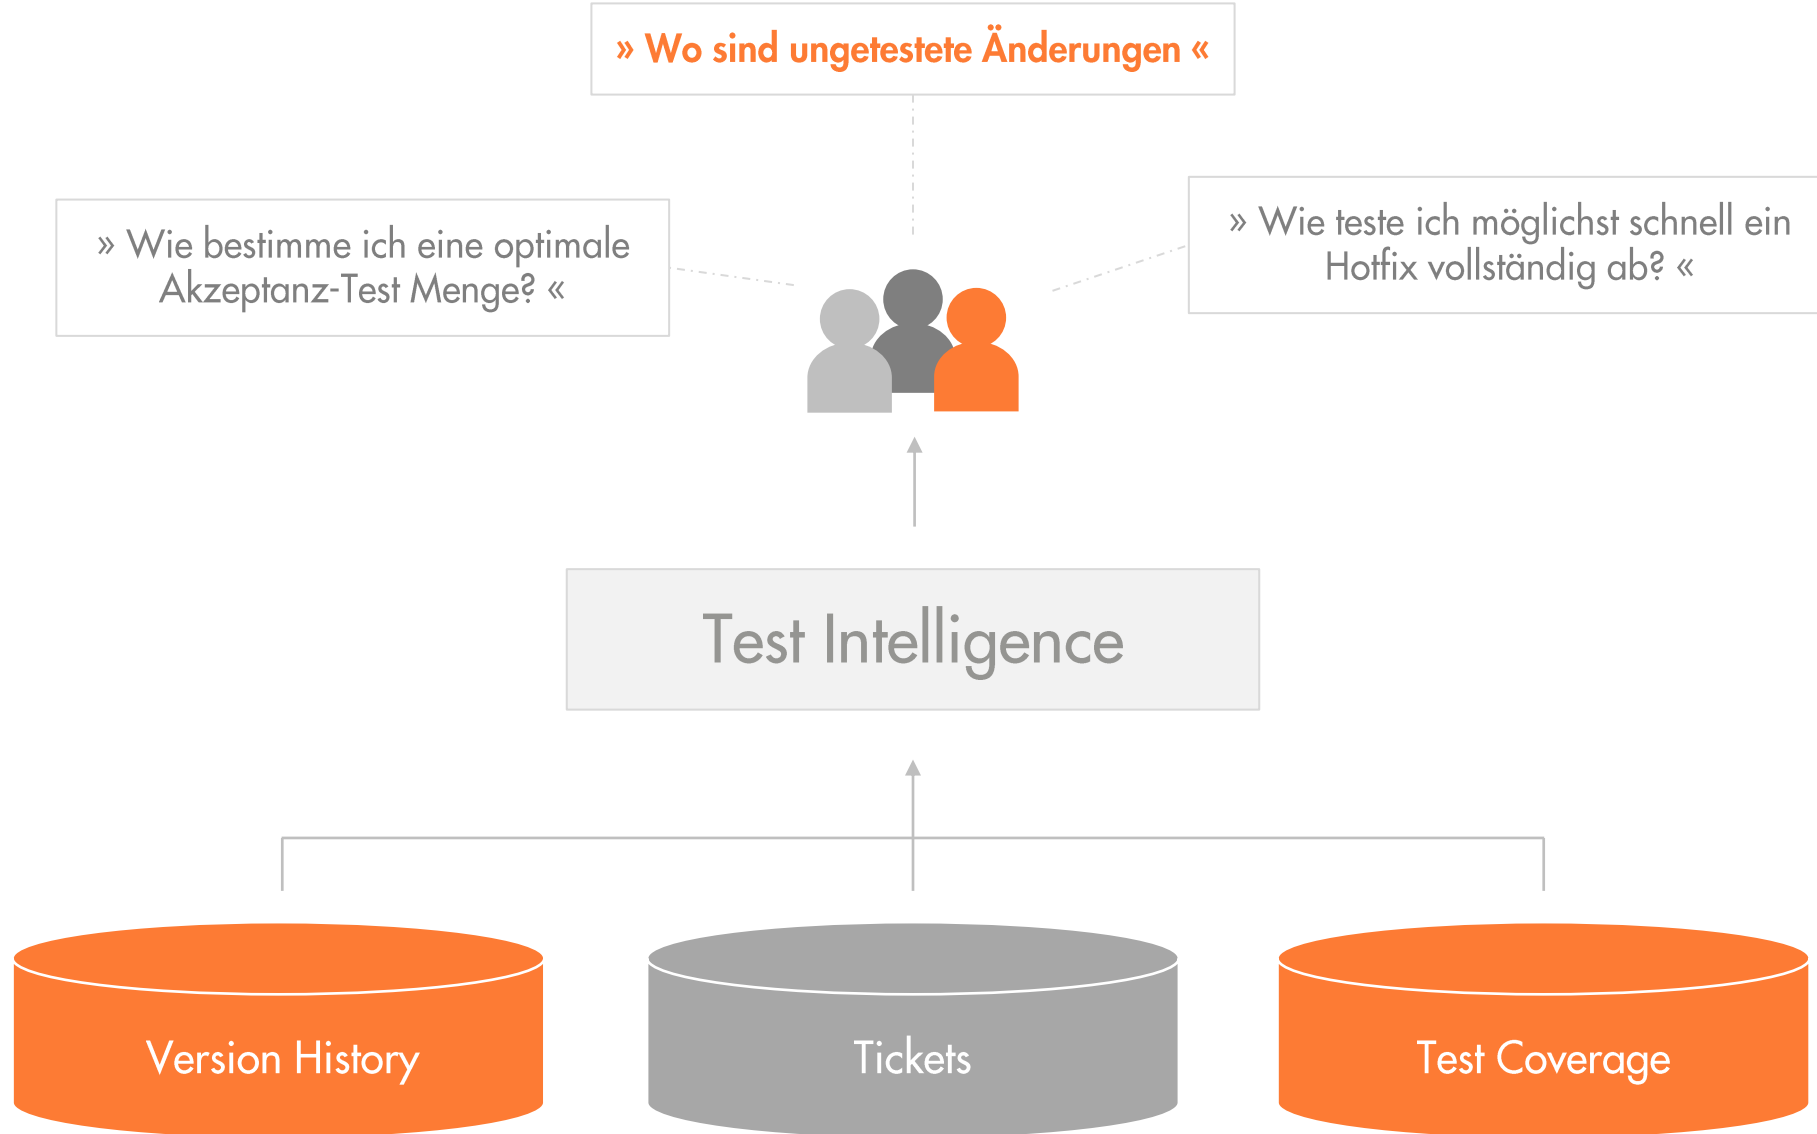 » Wo sind ungetestete Änderungen «
» Wie bestimme ich eine optimale
Akzeptanz-Test Menge? «
» Wie teste ich möglichst schnell ein
Hotfix vollständig ab? «
Test Intelligence
Version History
Tickets
Test Coverage